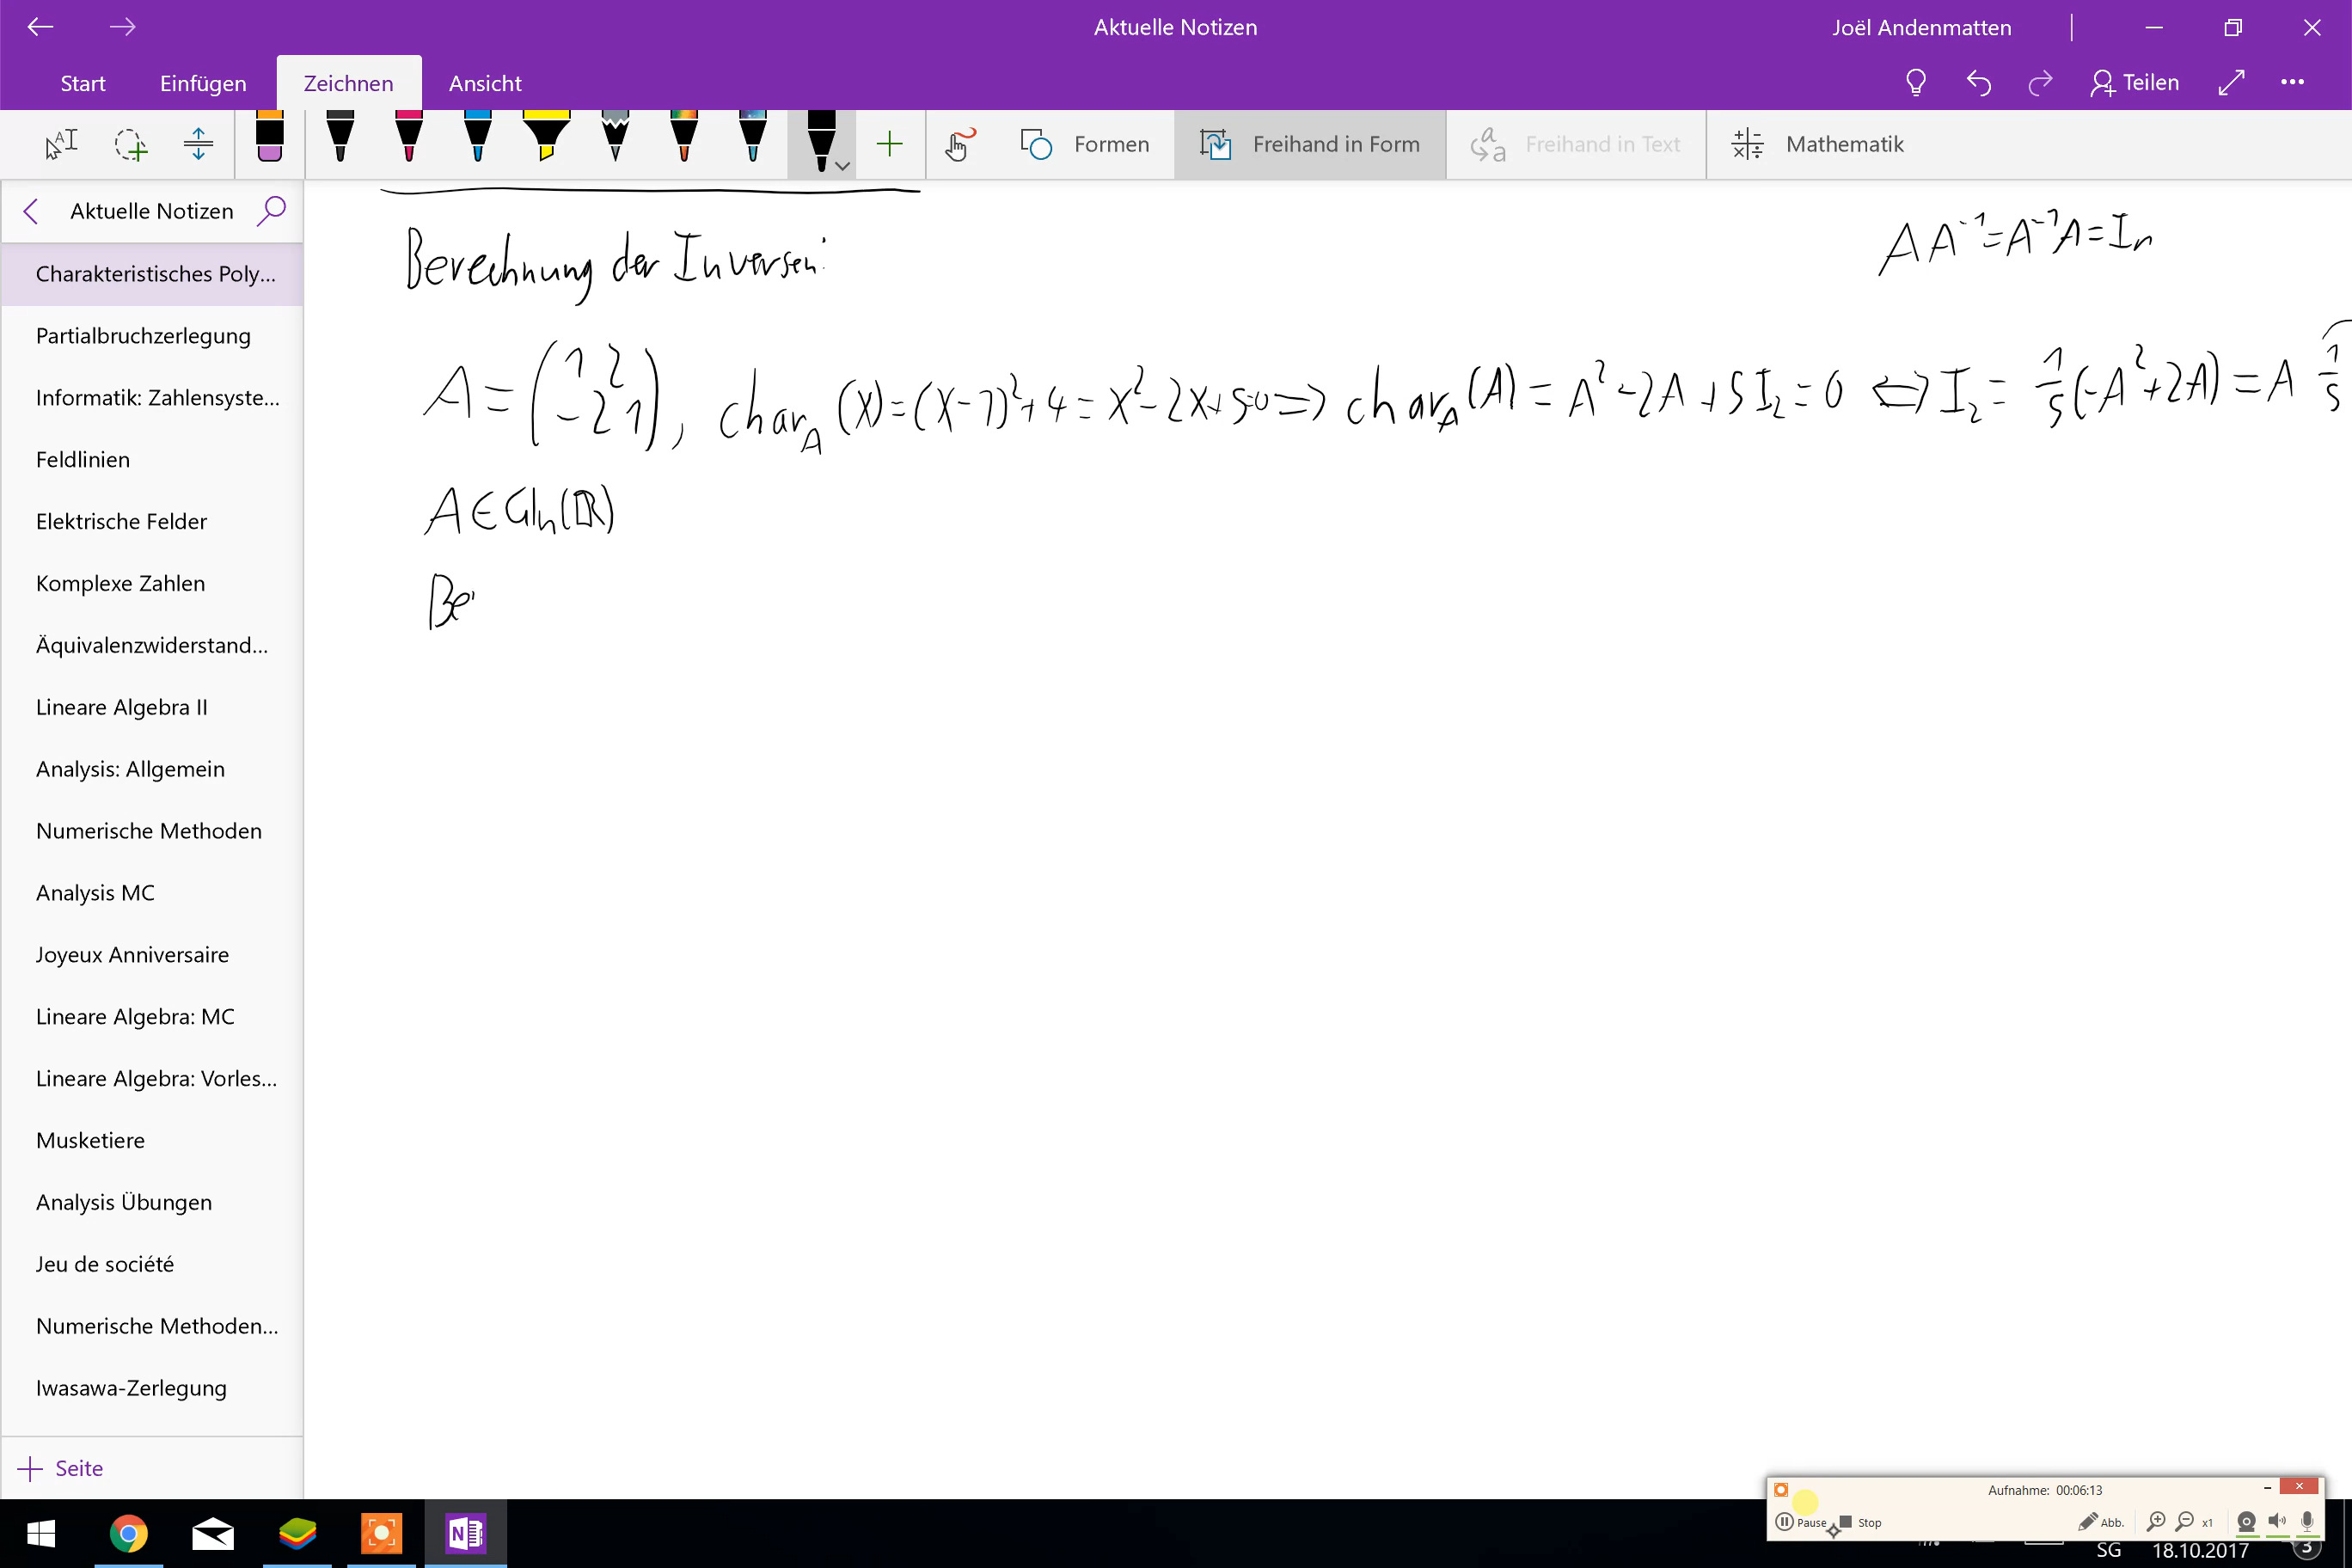 Aktuelle Notizen
Joël Andenmatten
Start Einfügen Zeichnen Ansicht
Teilen
Formen Freihand in Form Freihand in Text Mathematik
Aktuelle Notizen
Charakteristisches Poly...
Partialbruchzerlegung
Informatik: Zahlensyste...
Feldlinien
Elektrische Felder
Komplexe Zahlen
Äquivalenzwiderstand...
Lineare Algebra II
Analysis: Allgemein
Numerische Methoden
Analysis MC
Joyeux Anniversaire
Lineare Algebra: MC
Lineare Algebra: Vorles...
Musketiere
Analysis Übungen
Jeu de société
Numerische Methoden...
Iwasawa-Zerlegung
Seite
Berechnung der Inversen:
AA⁻¹=A⁻¹A=Iₙ
A=(1 2
-2 1), char_A(X)=(X-1)²+4=X²-2X+5=0⇒char_A(A)=A²-2A+5I₂=0⇔I₂=1/5(-A²+2A)=A 1/5
A∈Gln(ℝ)
Be
Aufnahme: 00:06:13
Pause Stop Abb. x1
SG 18.10.2017 3